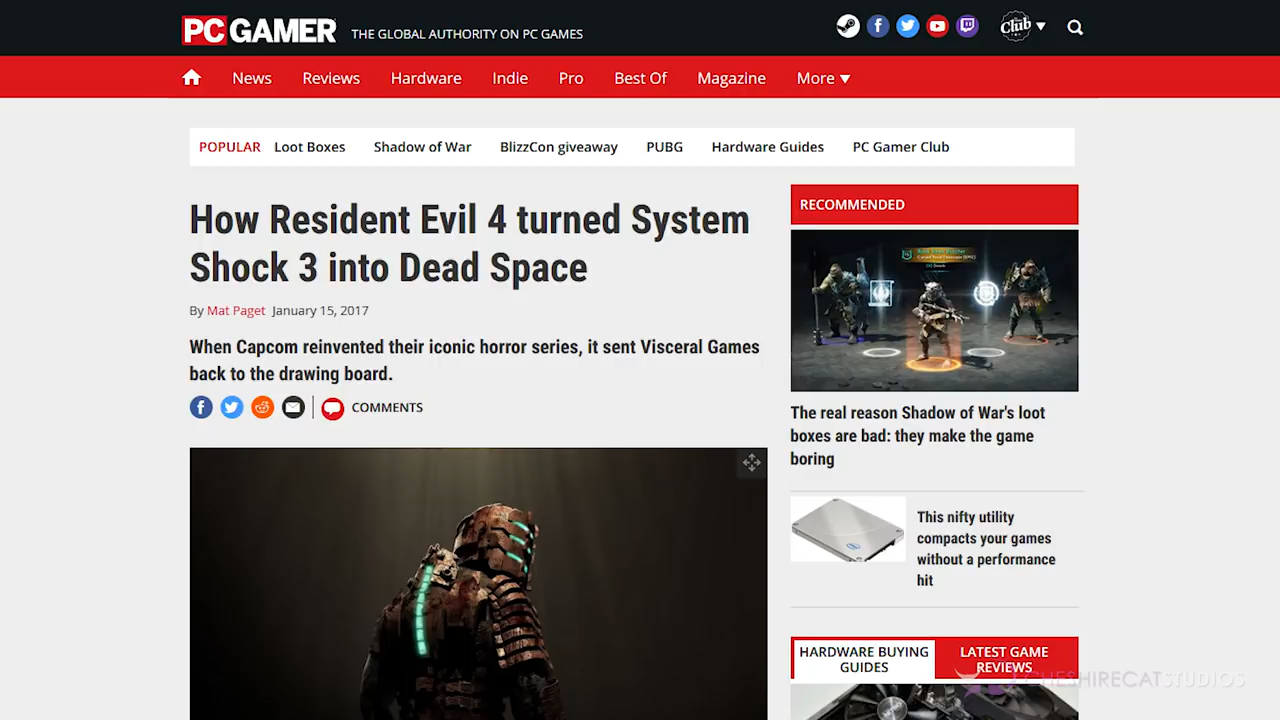 PC GAMER THE GLOBAL AUTHORITY ON PC GAMES
Club
News Reviews Hardware Indie Pro Best Of Magazine More
POPULAR Loot Boxes Shadow of War BlizzCon giveaway PUBG Hardware Guides PC Gamer Club
How Resident Evil 4 turned System
Shock 3 into Dead Space
By Mat Paget January 15, 2017
When Capcom reinvented their iconic horror series, it sent Visceral Games
back to the drawing board.
COMMENTS
RECOMMENDED
The real reason Shadow of War's loot
boxes are bad: they make the game
boring
This nifty utility
compacts your games
without a performance
hit
HARDWARE BUYING
GUIDES
LATEST GAME
REVIEWS
CHESHIRECATSTUDIOS